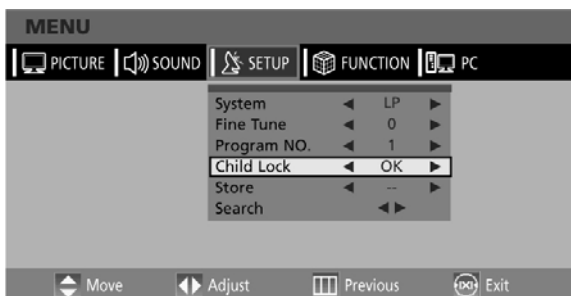 MENU
PICTURE SOUND SETUP FUNCTION PC
System LP
Fine Tune 0
Program NO. 1
Child Lock OK
Store --
Search
Move Adjust Previous Exit